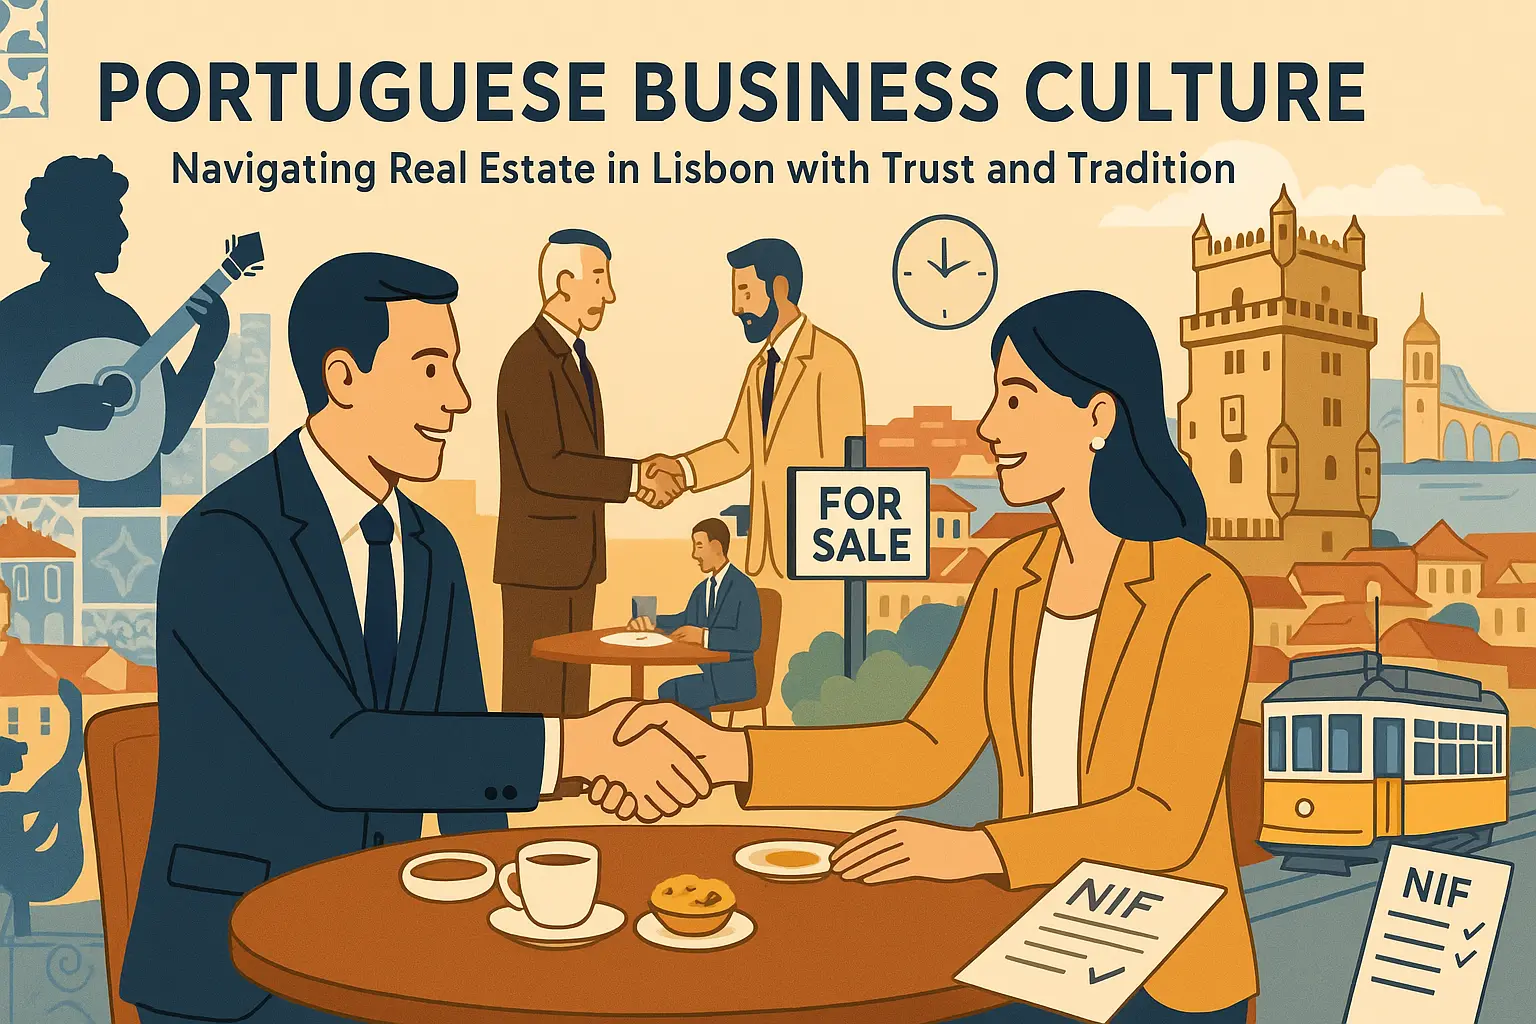 PORTUGUESE BUSINESS CULTURE
Navigating Real Estate in Lisbon with Trust and Tradition
FOR
SALE
NIF
NIF